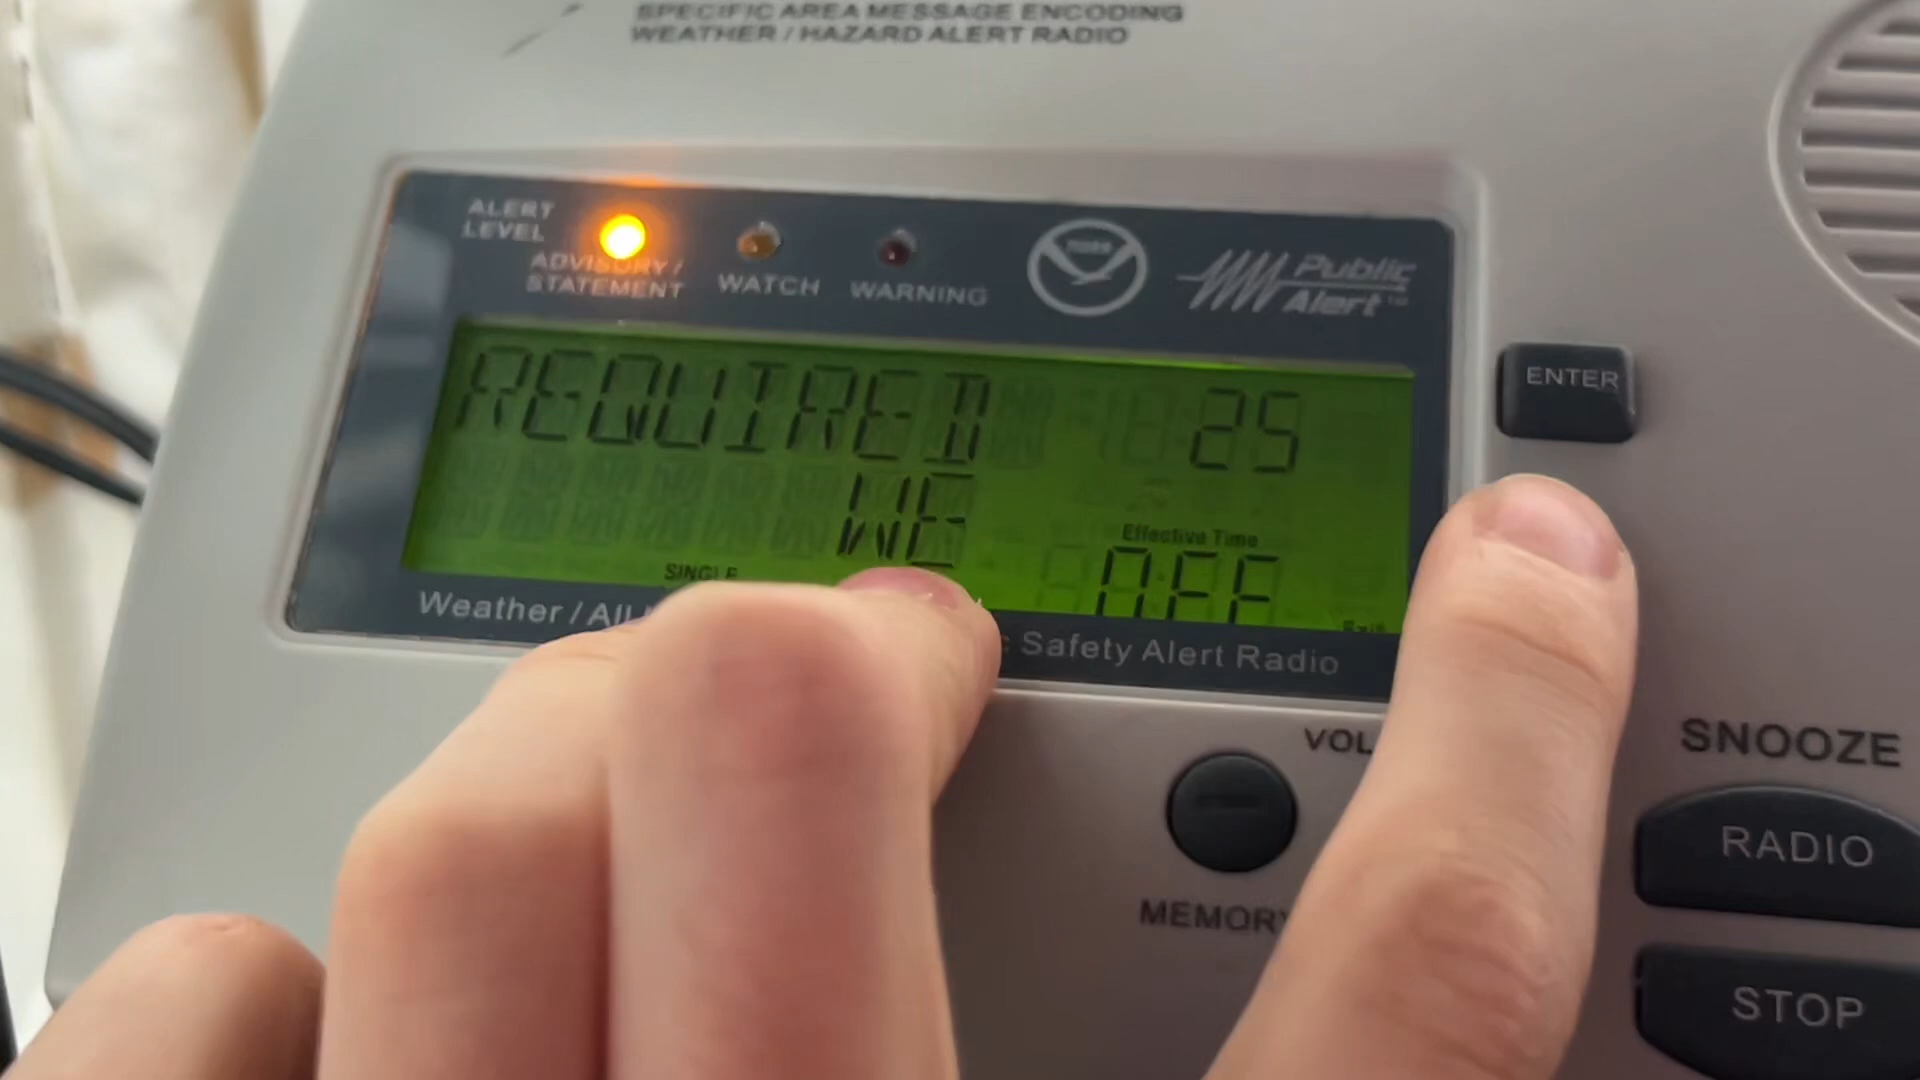 SPECIFIC AREA MESSAGE ENCODING
WEATHER / HAZARD ALERT RADIO
ALERT
LEVEL
ADVISORY /
STATEMENT
WATCH
WARNING
Public
Alert™
REQUIRED 25
WE
Effective Time
OFF
SINGLE
Weather / All
Safety Alert Radio
ENTER
VOL
SNOOZE
RADIO
MEMORY
STOP